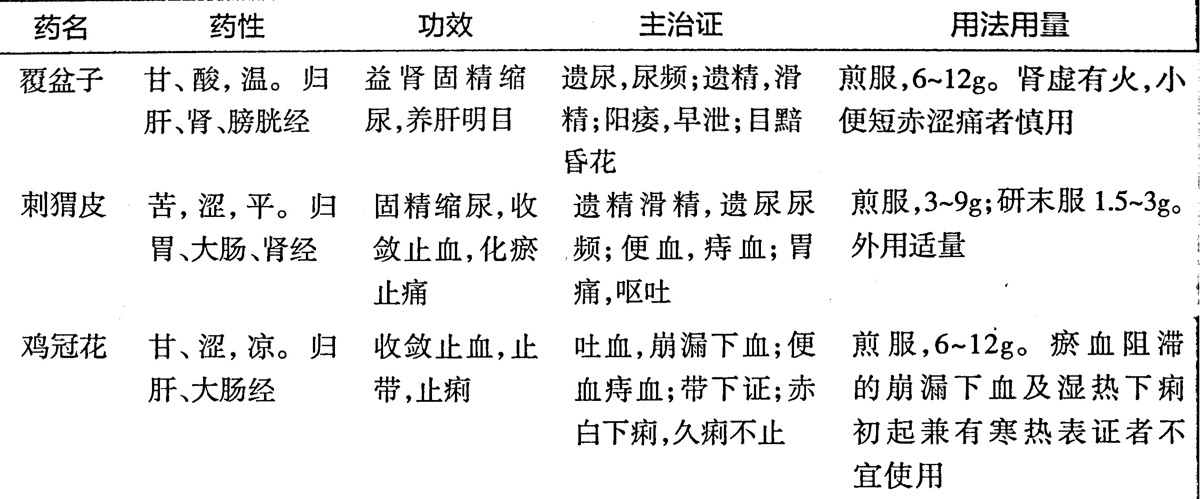 药名 药性 功效 主治证 用法用量
覆盆子 甘、酸,温。归 益肾固精缩 遗尿,尿频;遗精,滑 煎服,6~12g。肾虚有火,小
肝、肾、膀胱经 尿,养肝明目 精;阳痿,早泄;目黯 便短赤涩痛者慎用
昏花
刺猬皮 苦,涩,平。归 固精缩尿,收 遗精滑精,遗尿尿 煎服,3~9g;研末服1.5~3g。
胃、大肠、肾经 敛止血,化瘀 频;便血,痔血;胃 外用适量
止痛 痛,呕吐
鸡冠花 甘、涩,凉。归 收敛止血,止 吐血,崩漏下血;便 煎服,6~12g。瘀血阻滞
肝、大肠经 带,止痢 血痔血;带下证;赤 的崩漏下血及湿热下痢
白下痢,久痢不止 初起兼有寒热表证者不
宜使用